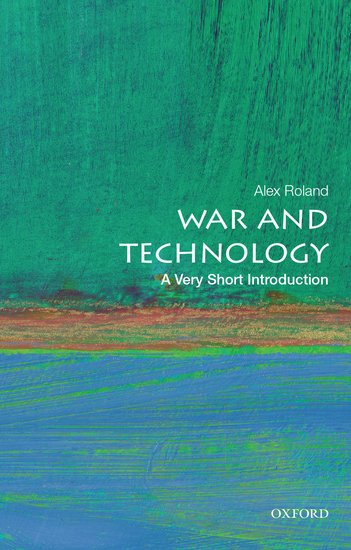 Alex Roland
WAR AND
TECHNOLOGY
A Very Short Introduction
OXFORD